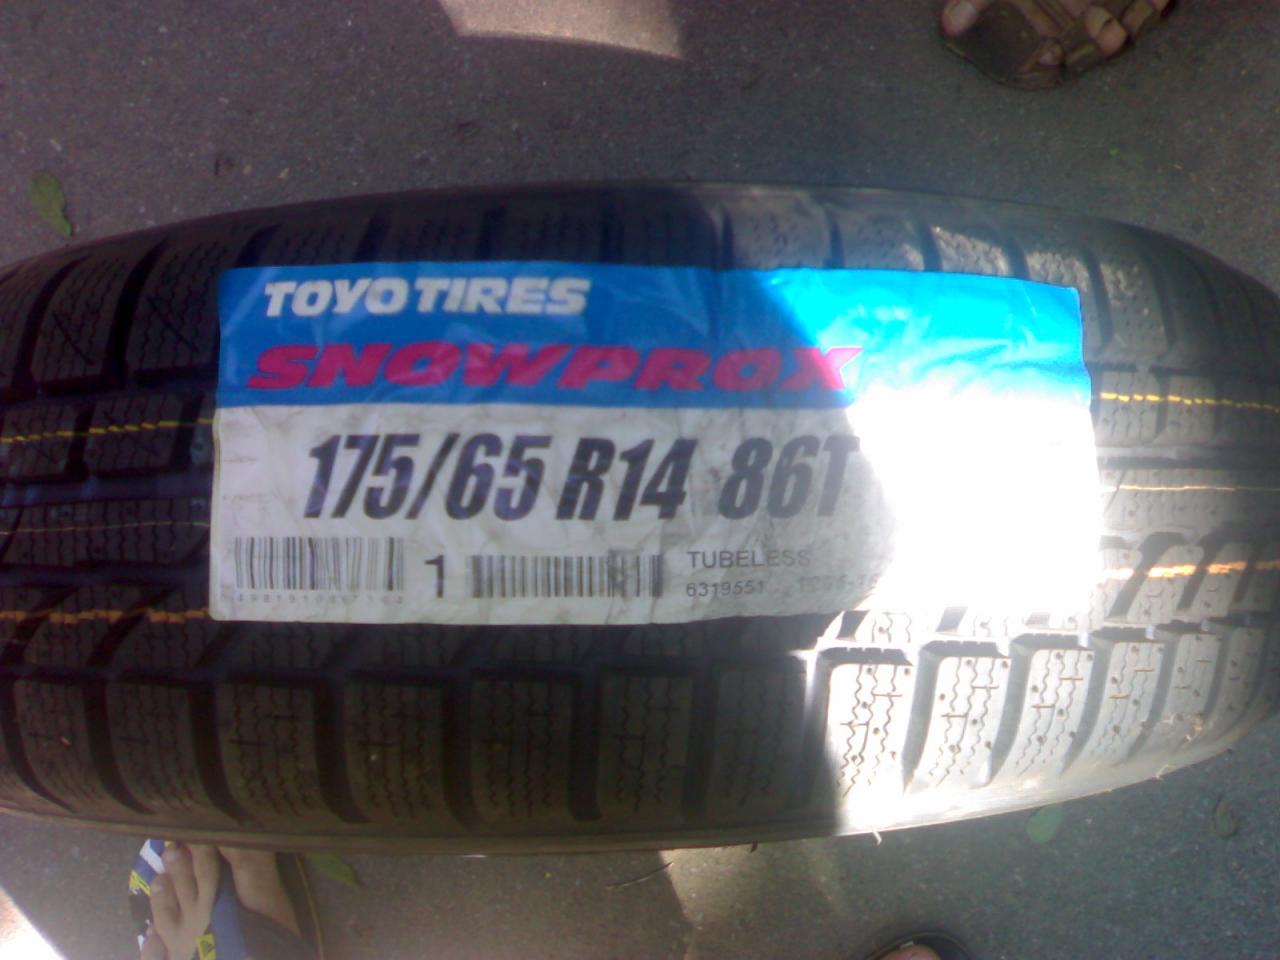 TOYO TIRES
SNOWPROX
175/65 R14 86T
1
TUBELESS
6319551